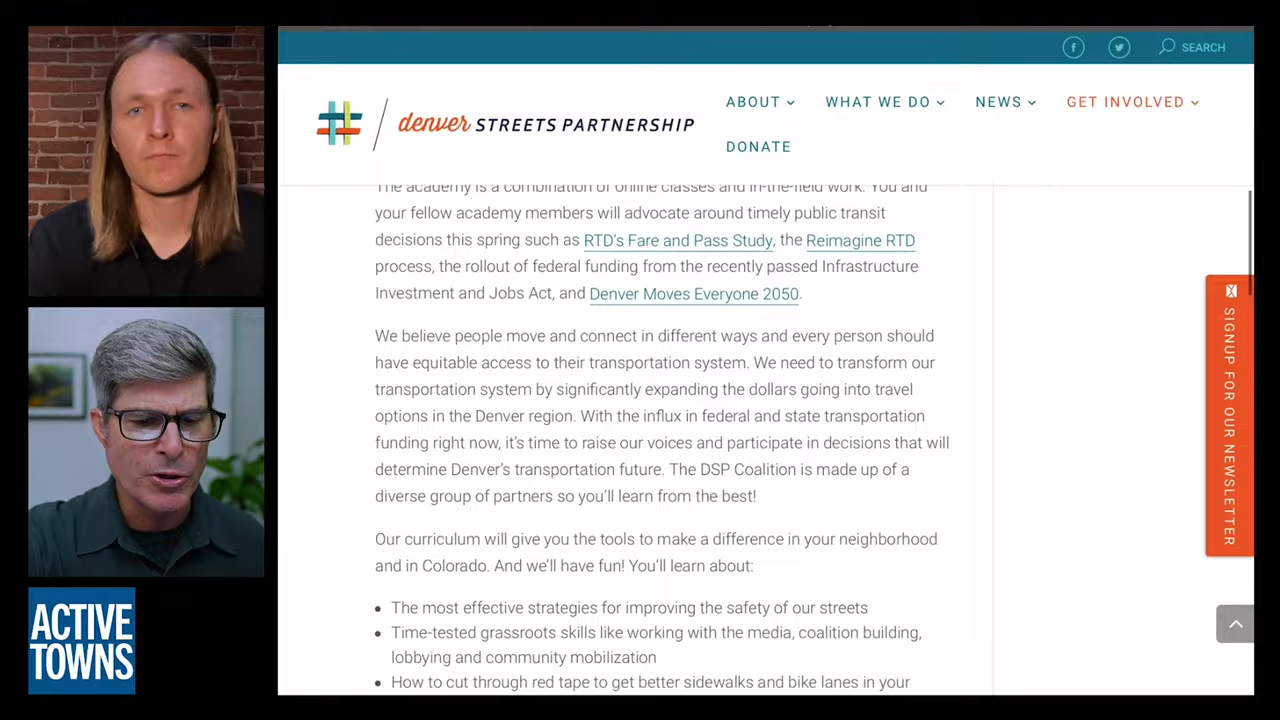 SEARCH
ABOUT
WHAT WE DO
NEWS
GET INVOLVED
denver STREETS PARTNERSHIP
DONATE
The academy is a combination of online classes and in-the-field work. You and
your fellow academy members will advocate around timely public transit
decisions this spring such as RTD's Fare and Pass Study, the Reimagine RTD
process, the rollout of federal funding from the recently passed Infrastructure
Investment and Jobs Act, and Denver Moves Everyone 2050.
We believe people move and connect in different ways and every person should
have equitable access to their transportation system. We need to transform our
transportation system by significantly expanding the dollars going into travel
options in the Denver region. With the influx in federal and state transportation
funding right now, it's time to raise our voices and participate in decisions that will
determine Denver's transportation future. The DSP Coalition is made up of a
diverse group of partners so you'll learn from the best!
Our curriculum will give you the tools to make a difference in your neighborhood
and in Colorado. And we'll have fun! You'll learn about:
• The most effective strategies for improving the safety of our streets
• Time-tested grassroots skills like working with the media, coalition building,
lobbying and community mobilization
• How to cut through red tape to get better sidewalks and bike lanes in your
SIGNUP FOR OUR NEWSLETTER
ACTIVE
TOWNS